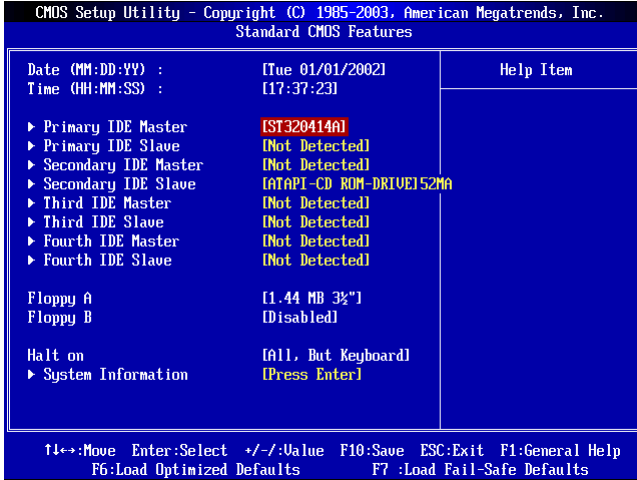 CMOS Setup Utility - Copyright (C) 1985-2003, American Megatrends, Inc.
Standard CMOS Features
Date (MM:DD:YY) : [Tue 01/01/2002] Help Item
Time (HH:MM:SS) : [17:37:23]
▶ Primary IDE Master [ST320414A]
▶ Primary IDE Slave [Not Detected]
▶ Secondary IDE Master [Not Detected]
▶ Secondary IDE Slave [ATAPI-CD ROM-DRIVE]52MA
▶ Third IDE Master [Not Detected]
▶ Third IDE Slave [Not Detected]
▶ Fourth IDE Master [Not Detected]
▶ Fourth IDE Slave [Not Detected]
Floppy A [1.44 MB 3½"]
Floppy B [Disabled]
Halt on [All, But Keyboard]
▶ System Information [Press Enter]
↑↓↔:Move Enter:Select +/-/:Value F10:Save ESC:Exit F1:General Help
F6:Load Optimized Defaults F7 :Load Fail-Safe Defaults